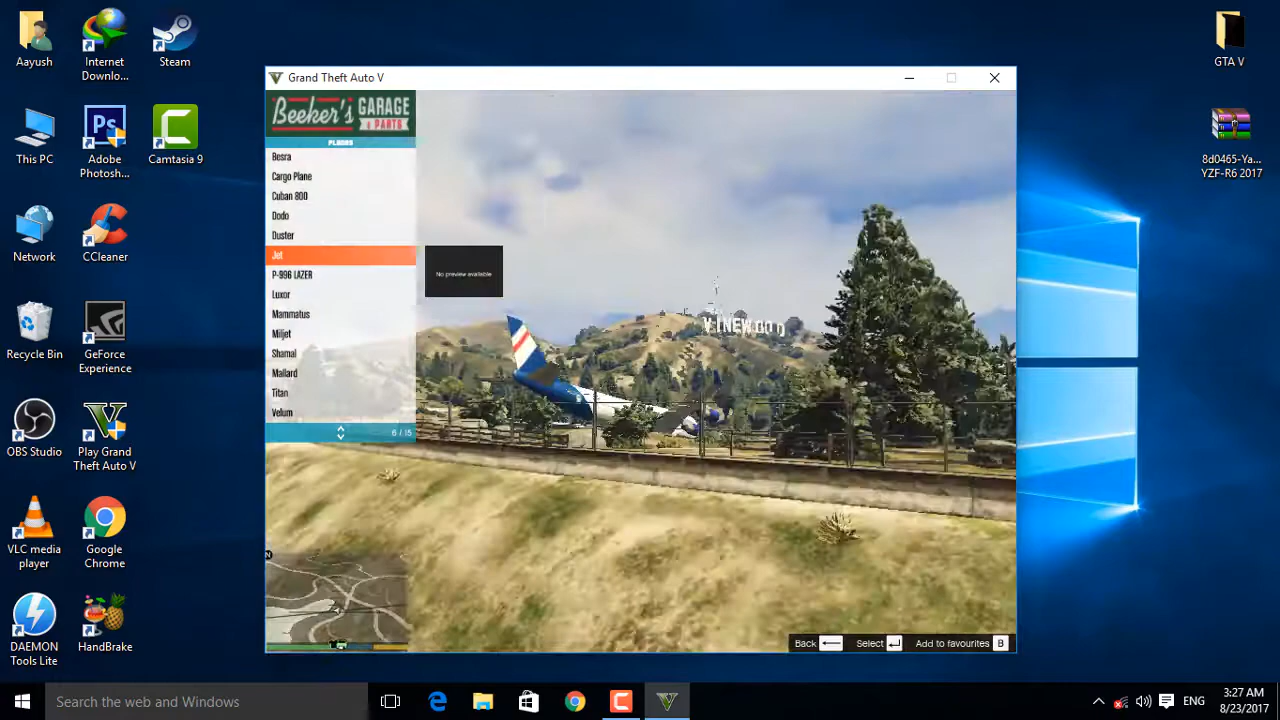 Aayush
Internet
Downlo...
Steam
This PC
Adobe
Photosh...
Camtasia 9
Network
CCleaner
Recycle Bin
GeForce
Experience
OBS Studio
Play Grand
Theft Auto V
VLC media
player
Google
Chrome
DAEMON
Tools Lite
HandBrake
GTA V
8d0465-Ya...
YZF-R6 2017
Grand Theft Auto V
Beeker's GARAGE
& PARTS
PLANES
Besra
Cargo Plane
Cuban 800
Dodo
Duster
Jet
P-996 LAZER
Luxor
Mammatus
Miljet
Shamal
Mallard
Titan
Velum
6 / 15
No preview available
VINEWOOD
N
Back
Select
Add to favourites B
Search the web and Windows
ENG
3:27 AM
8/23/2017